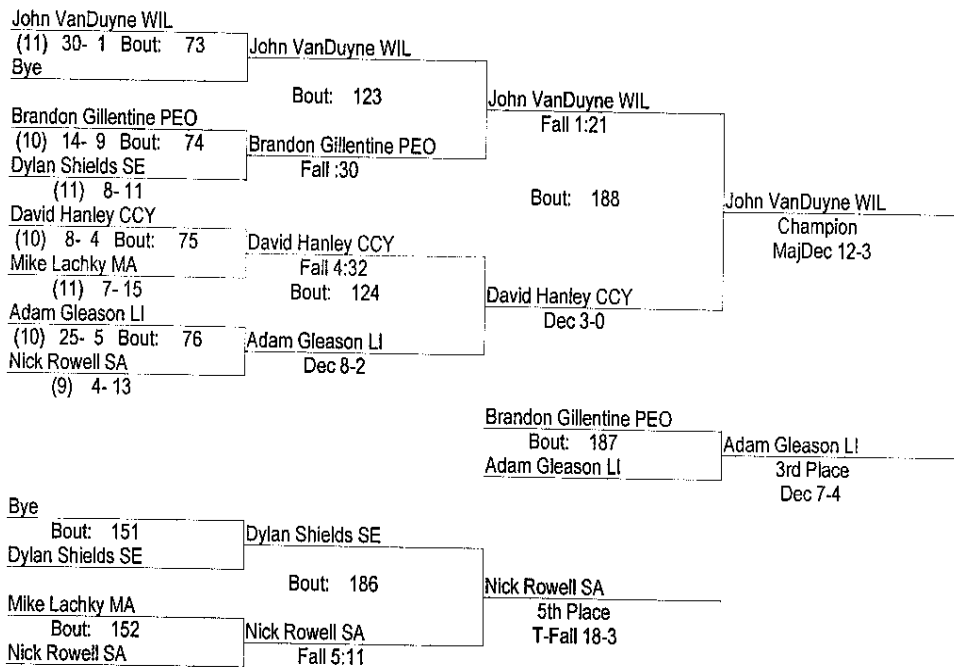 John VanDuyne WIL
(11) 30- 1 Bout: 73
Bye
John VanDuyne WIL
Bout: 123
Brandon Gillentine PEO
(10) 14- 9 Bout: 74
Dylan Shields SE
(11) 8- 11
Brandon Gillentine PEO
Fall :30
John VanDuyne WIL
Fall 1:21
David Hanley CCY
(10) 8- 4 Bout: 75
Mike Lachky MA
(11) 7- 15
David Hanley CCY
Fall 4:32
Bout: 124
Adam Gleason LI
(10) 25- 5 Bout: 76
Nick Rowell SA
(9) 4- 13
Adam Gleason LI
Dec 8-2
David Hanley CCY
Dec 3-0
Bout: 188
John VanDuyne WIL
Champion
MajDec 12-3
Brandon Gillentine PEO
Bout: 187
Adam Gleason LI
Adam Gleason LI
3rd Place
Dec 7-4
Bye
Bout: 151
Dylan Shields SE
Dylan Shields SE
Bout: 186
Mike Lachky MA
Bout: 152
Nick Rowell SA
Nick Rowell SA
Fall 5:11
Nick Rowell SA
5th Place
T-Fall 18-3